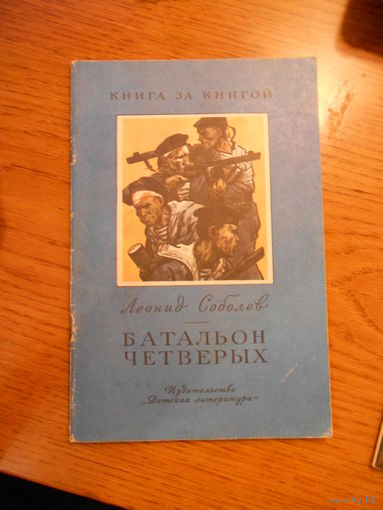 КНИГА ЗА КНИГОЙ
Леонид Соболев
БАТАЛЬОН
ЧЕТВЕРЫХ
Издательство
„Детская литература“